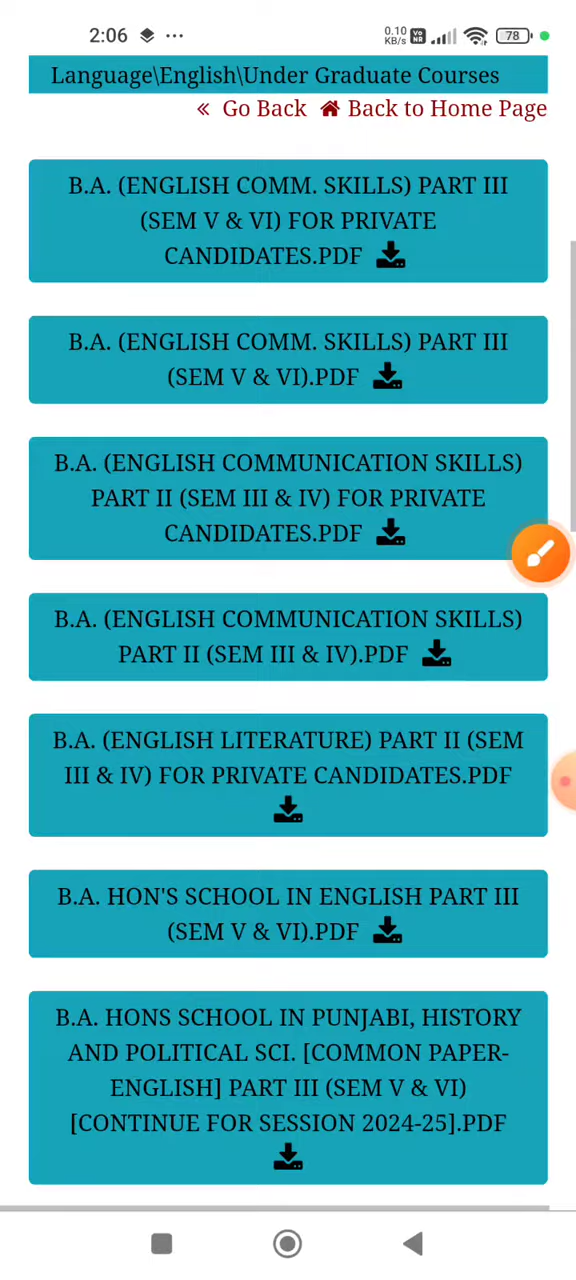 2:06
0.10
KB/s
Vo
NR
78
Language\English\Under Graduate Courses
« Go Back Back to Home Page
B.A. (ENGLISH COMM. SKILLS) PART III
(SEM V & VI) FOR PRIVATE
CANDIDATES.PDF
B.A. (ENGLISH COMM. SKILLS) PART III
(SEM V & VI).PDF
B.A. (ENGLISH COMMUNICATION SKILLS)
PART II (SEM III & IV) FOR PRIVATE
CANDIDATES.PDF
B.A. (ENGLISH COMMUNICATION SKILLS)
PART II (SEM III & IV).PDF
B.A. (ENGLISH LITERATURE) PART II (SEM
III & IV) FOR PRIVATE CANDIDATES.PDF
B.A. HON'S SCHOOL IN ENGLISH PART III
(SEM V & VI).PDF
B.A. HONS SCHOOL IN PUNJABI, HISTORY
AND POLITICAL SCI. [COMMON PAPER-
ENGLISH] PART III (SEM V & VI)
[CONTINUE FOR SESSION 2024-25].PDF